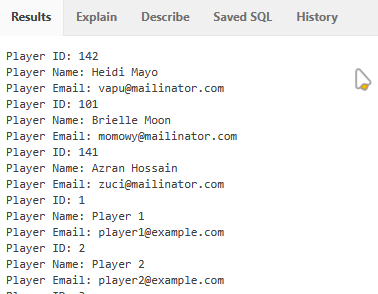 Results Explain Describe Saved SQL History
Player ID: 142
Player Name: Heidi Mayo
Player Email: vapu@mailinator.com
Player ID: 101
Player Name: Brielle Moon
Player Email: momowy@mailinator.com
Player ID: 141
Player Name: Azran Hossain
Player Email: zuci@mailinator.com
Player ID: 1
Player Name: Player 1
Player Email: player1@example.com
Player ID: 2
Player Name: Player 2
Player Email: player2@example.com